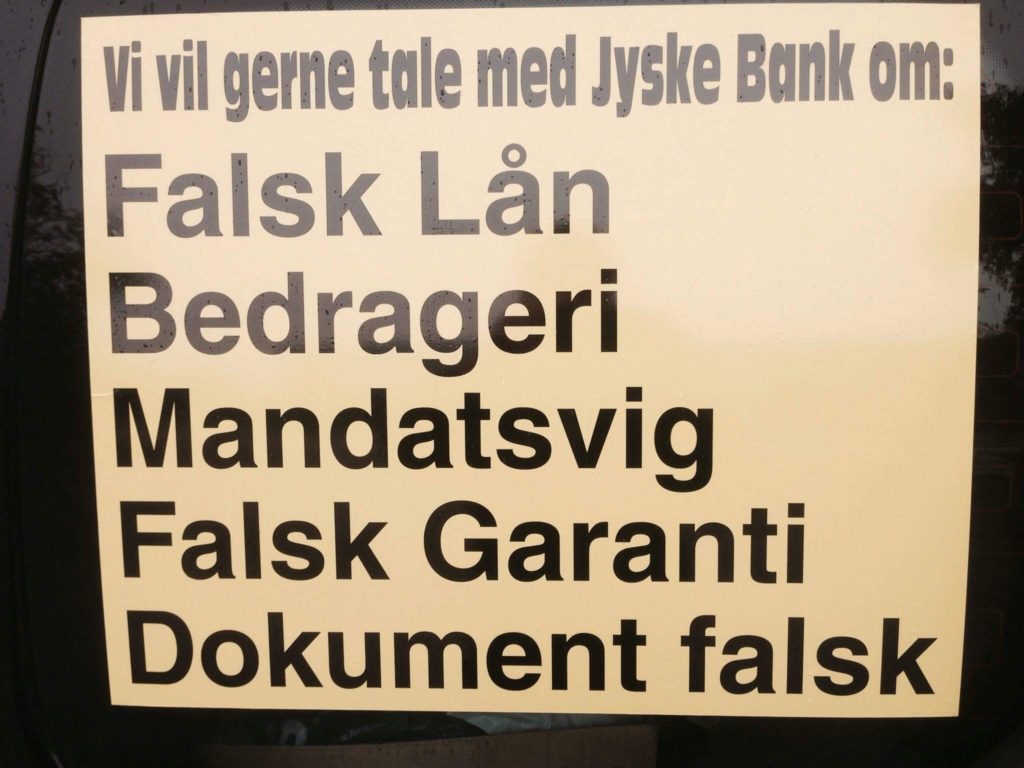 Vi vil gerne tale med Jyske Bank om:
Falsk Lån
Bedrageri
Mandatsvig
Falsk Garanti
Dokument falsk